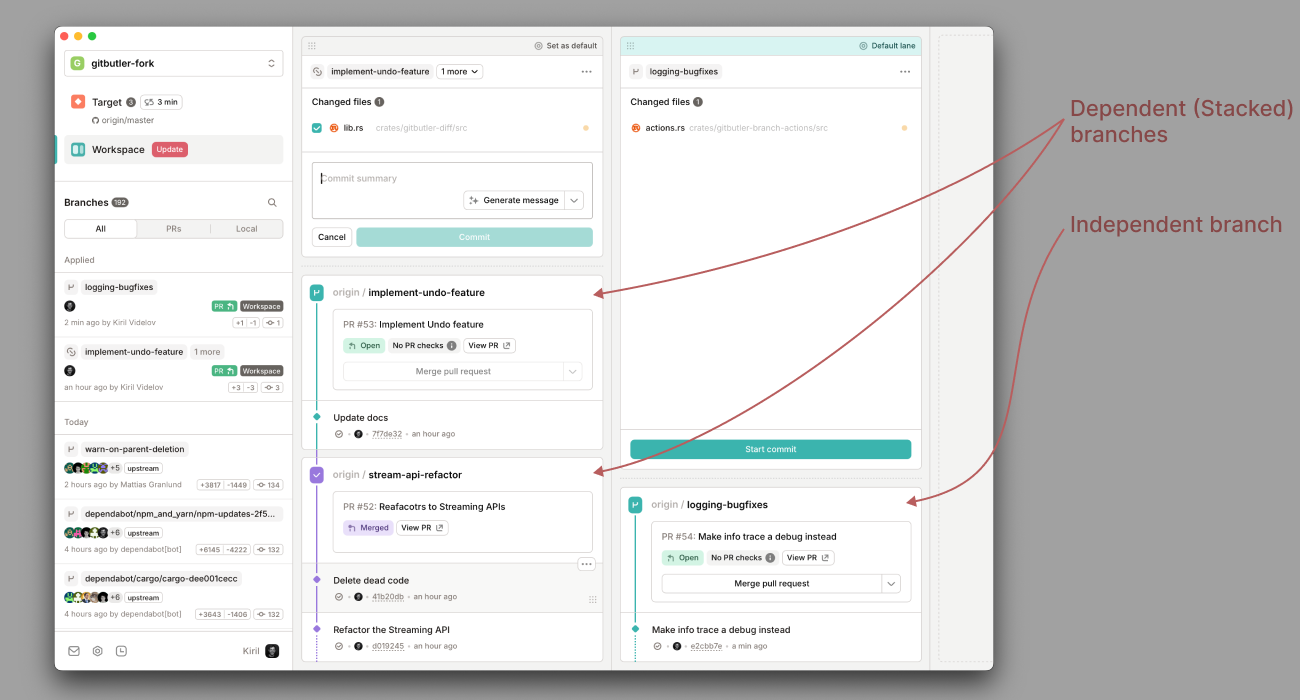 gitbutler-fork
Target 3 3 min
origin/master
Workspace Update
Branches 192
All PRs Local
Applied
logging-bugfixes
PR Workspace
2 min ago by Kiril Videlov +1 -1 1
implement-undo-feature 1 more
PR Workspace
an hour ago by Kiril Videlov +3 -3 3
Today
warn-on-parent-deletion
+5 upstream
2 hours ago by Mattias Granlund +3817 -1449 134
dependabot/npm_and_yarn/npm-updates-2f5...
+6 upstream
4 hours ago by dependabot[bot] +6145 -4222 132
dependabot/cargo/cargo-dee001cecc
+6 upstream
4 hours ago by dependabot[bot] +3643 -1406 132
Kiril
Set as default
implement-undo-feature 1 more
Changed files 1
lib.rs crates/gitbutler-diff/src
Commit summary
Generate message
Cancel Commit
origin / implement-undo-feature
PR #53: Implement Undo feature
Open No PR checks View PR
Merge pull request
Update docs
7f7de32 • an hour ago
origin / stream-api-refactor
PR #52: Reafacotrs to Streaming APIs
Merged View PR
Delete dead code
41b20db • an hour ago
Refactor the Streaming API
d019245 • an hour ago
Default lane
logging-bugfixes
Changed files 1
actions.rs crates/gitbutler-branch-actions/src
Start commit
origin / logging-bugfixes
PR #54: Make info trace a debug instead
Open No PR checks View PR
Merge pull request
Make info trace a debug instead
e2cbb7e • a min ago
Dependent (Stacked)
branches
Independent branch